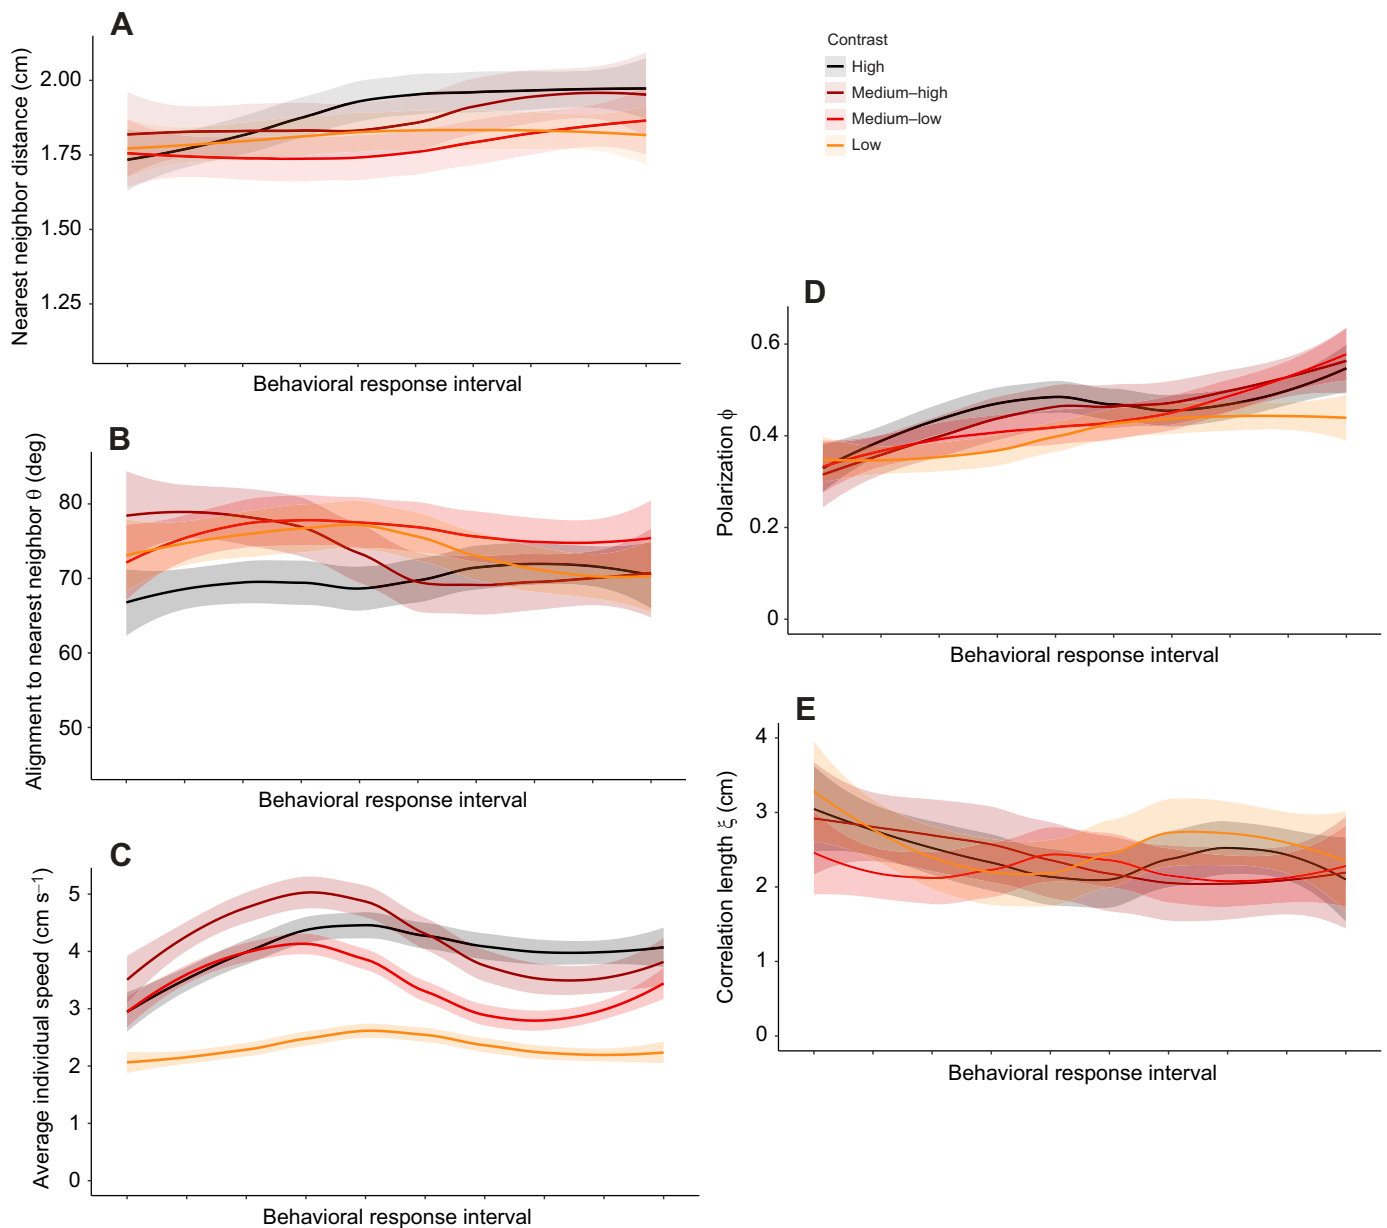 A
Nearest neighbor distance (cm)
2.00
1.75
1.50
1.25
Behavioral response interval
Contrast
High
Medium–high
Medium–low
Low
B
Alignment to nearest neighbor θ (deg)
80
70
60
50
Behavioral response interval
C
Average individual speed (cm s⁻¹)
5
4
3
2
1
0
Behavioral response interval
D
Polarization ϕ
0.6
0.4
0.2
0
Behavioral response interval
E
Correlation length ξ (cm)
4
3
2
1
0
Behavioral response interval